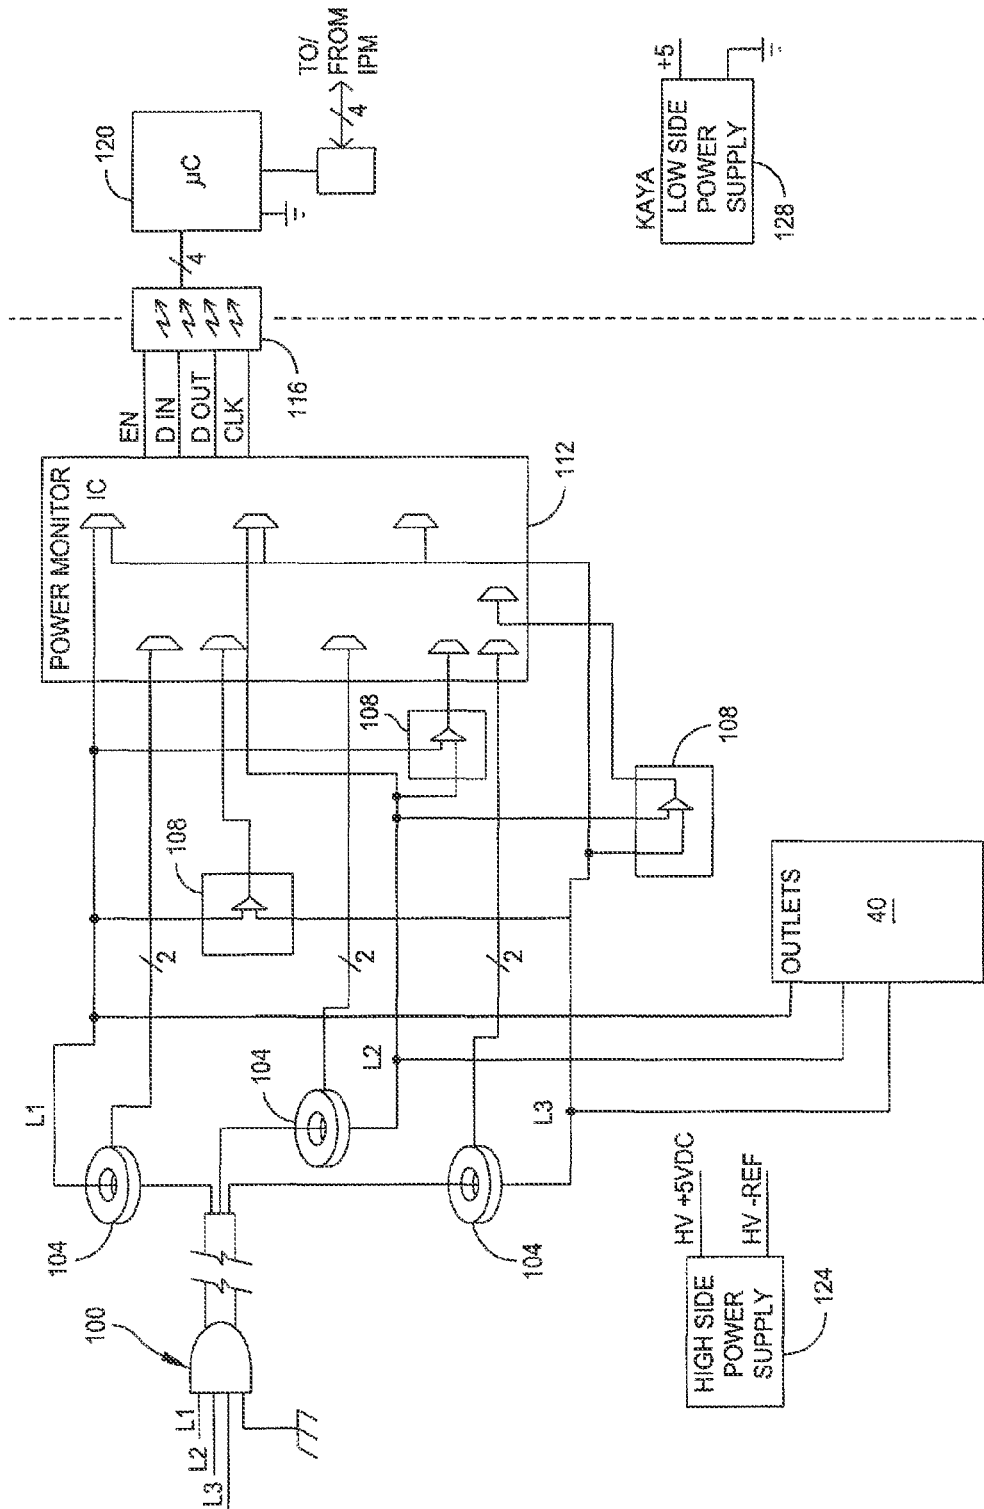 L1
L2
L3
100
104
L1
104
104
L2
L3
2
2
2
108
108
108
POWER MONITOR
IC
112
EN
D IN
D OUT
CLK
116
4
120
µC
4
TO/
FROM
IPM
OUTLETS
40
HIGH SIDE
POWER
SUPPLY
HV +5VDC
HV -REF
124
KAYA
LOW SIDE
POWER
SUPPLY
+5
128